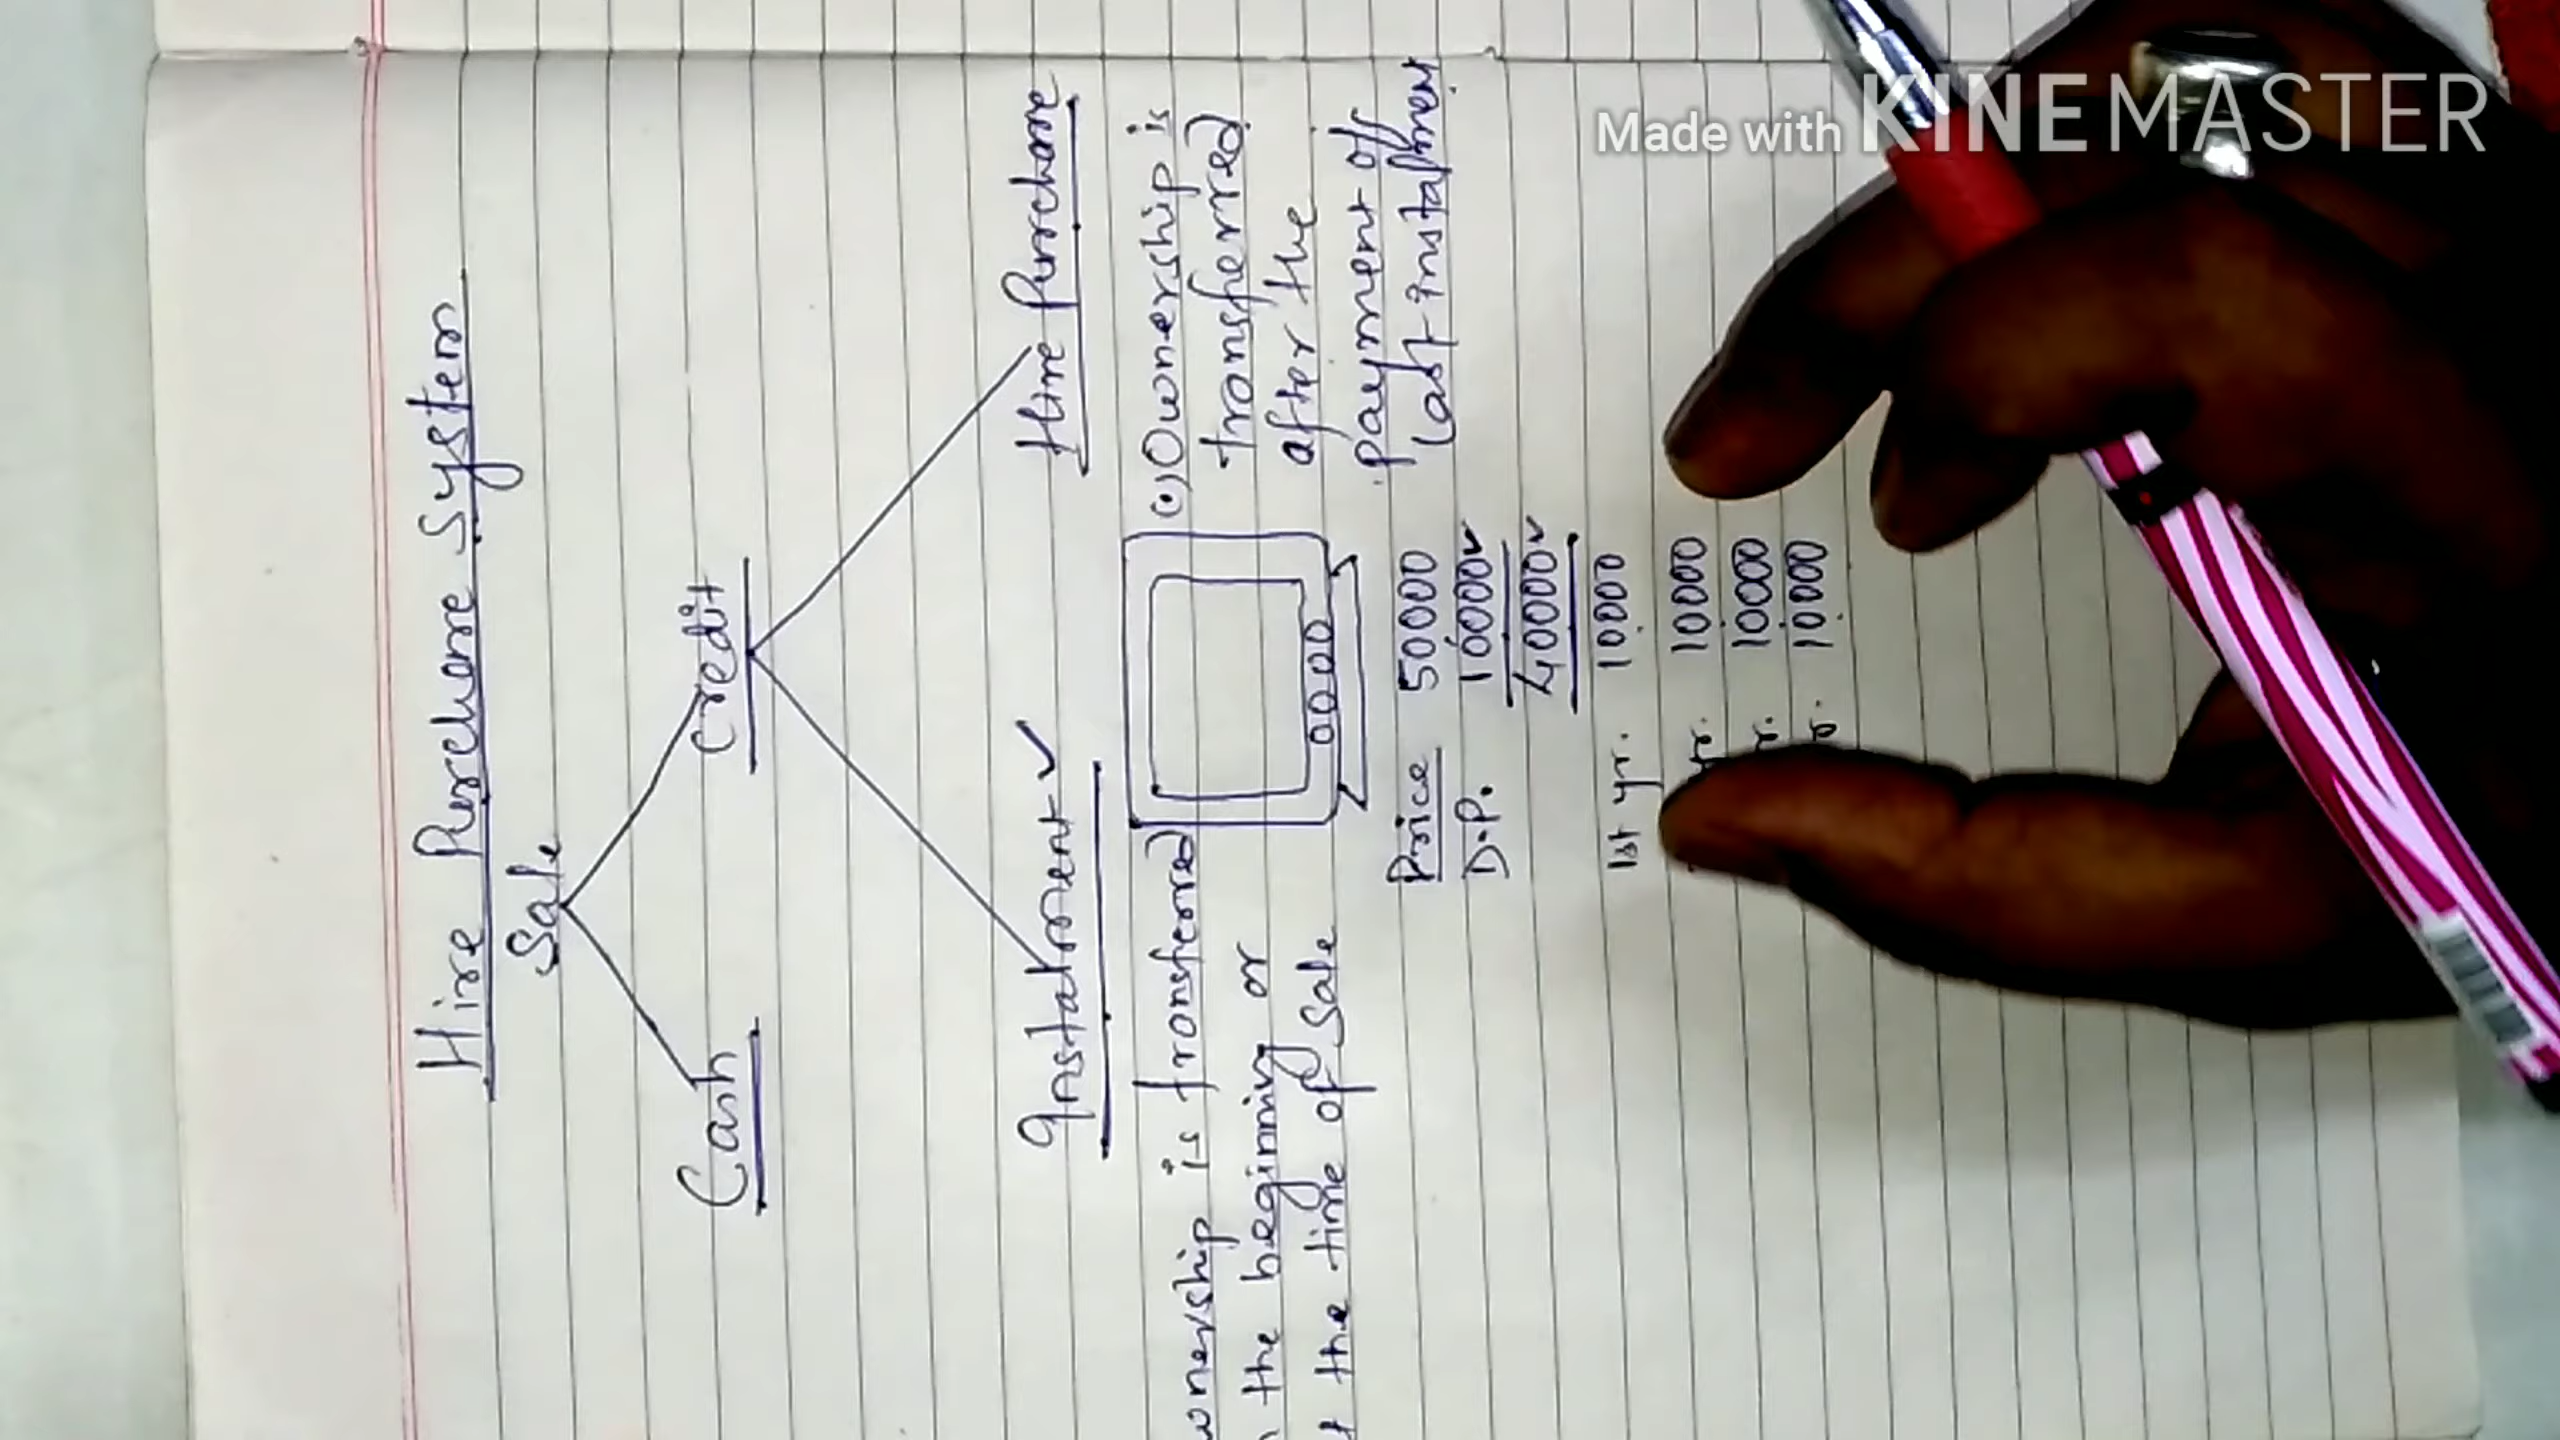 Hire Purchase System
Sale
Cash
Credit
Instalment ✓
Hire Purchase
is transferred
the beginning or
the time of sale
(•) Ownership is
transferred
after the
payment of
last instalment
0000
Price 50000
D.P. 10000✓
40000✓
1st yr. 10000
yr. 10000
10000
10000
Made with KINEMASTER